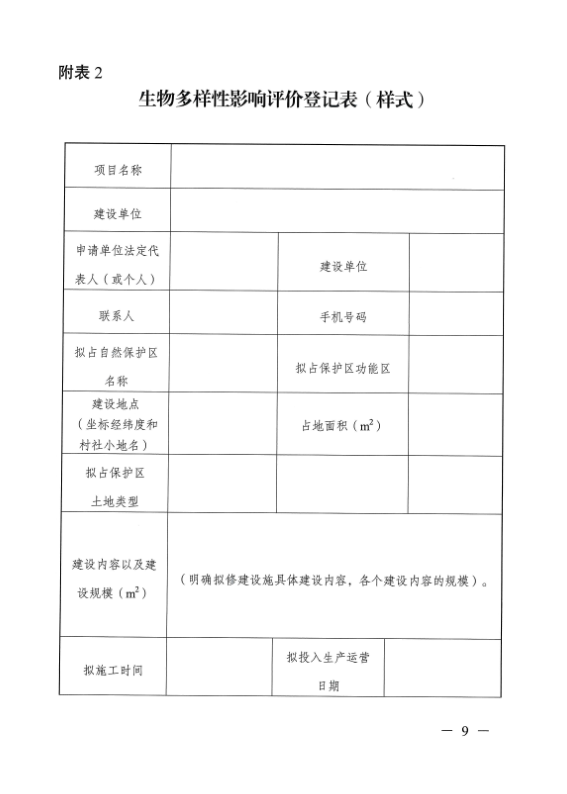 附表 2
生物多样性影响评价登记表（样式）
项目名称
建设单位
申请单位法定代
表人（或个人）
建设单位
联系人
手机号码
拟占自然保护区
名称
拟占保护区功能区
建设地点
（坐标经纬度和
村社小地名）
占地面积（m²）
拟占保护区
土地类型
建设内容以及建
设规模（m²）
（明确拟修建设施具体建设内容，各个建设内容的规模）。
拟施工时间
拟投入生产运营
日期
— 9 —